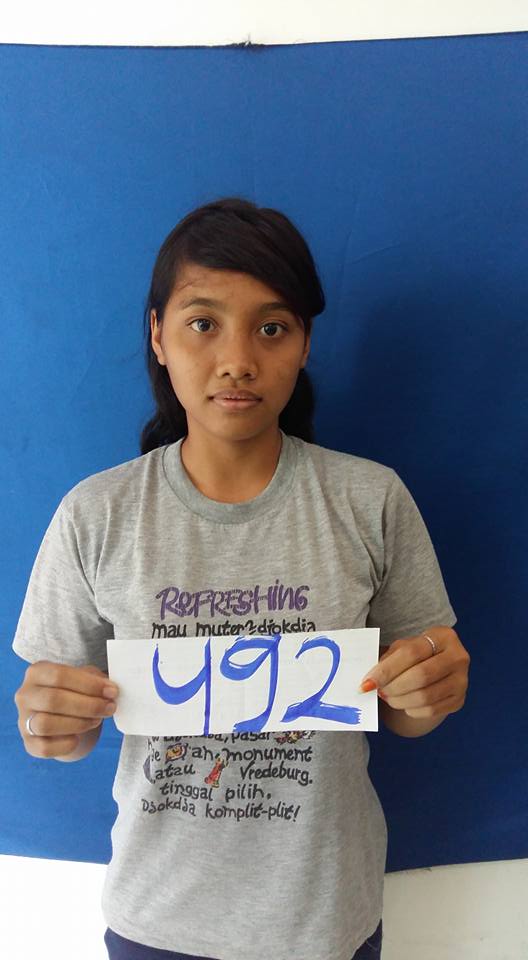 REFRESHING
mau muter2 djokdja
492
pasar
monument
atau Vredeburg.
tinggal pilih.
Djokdja komplit-plit!